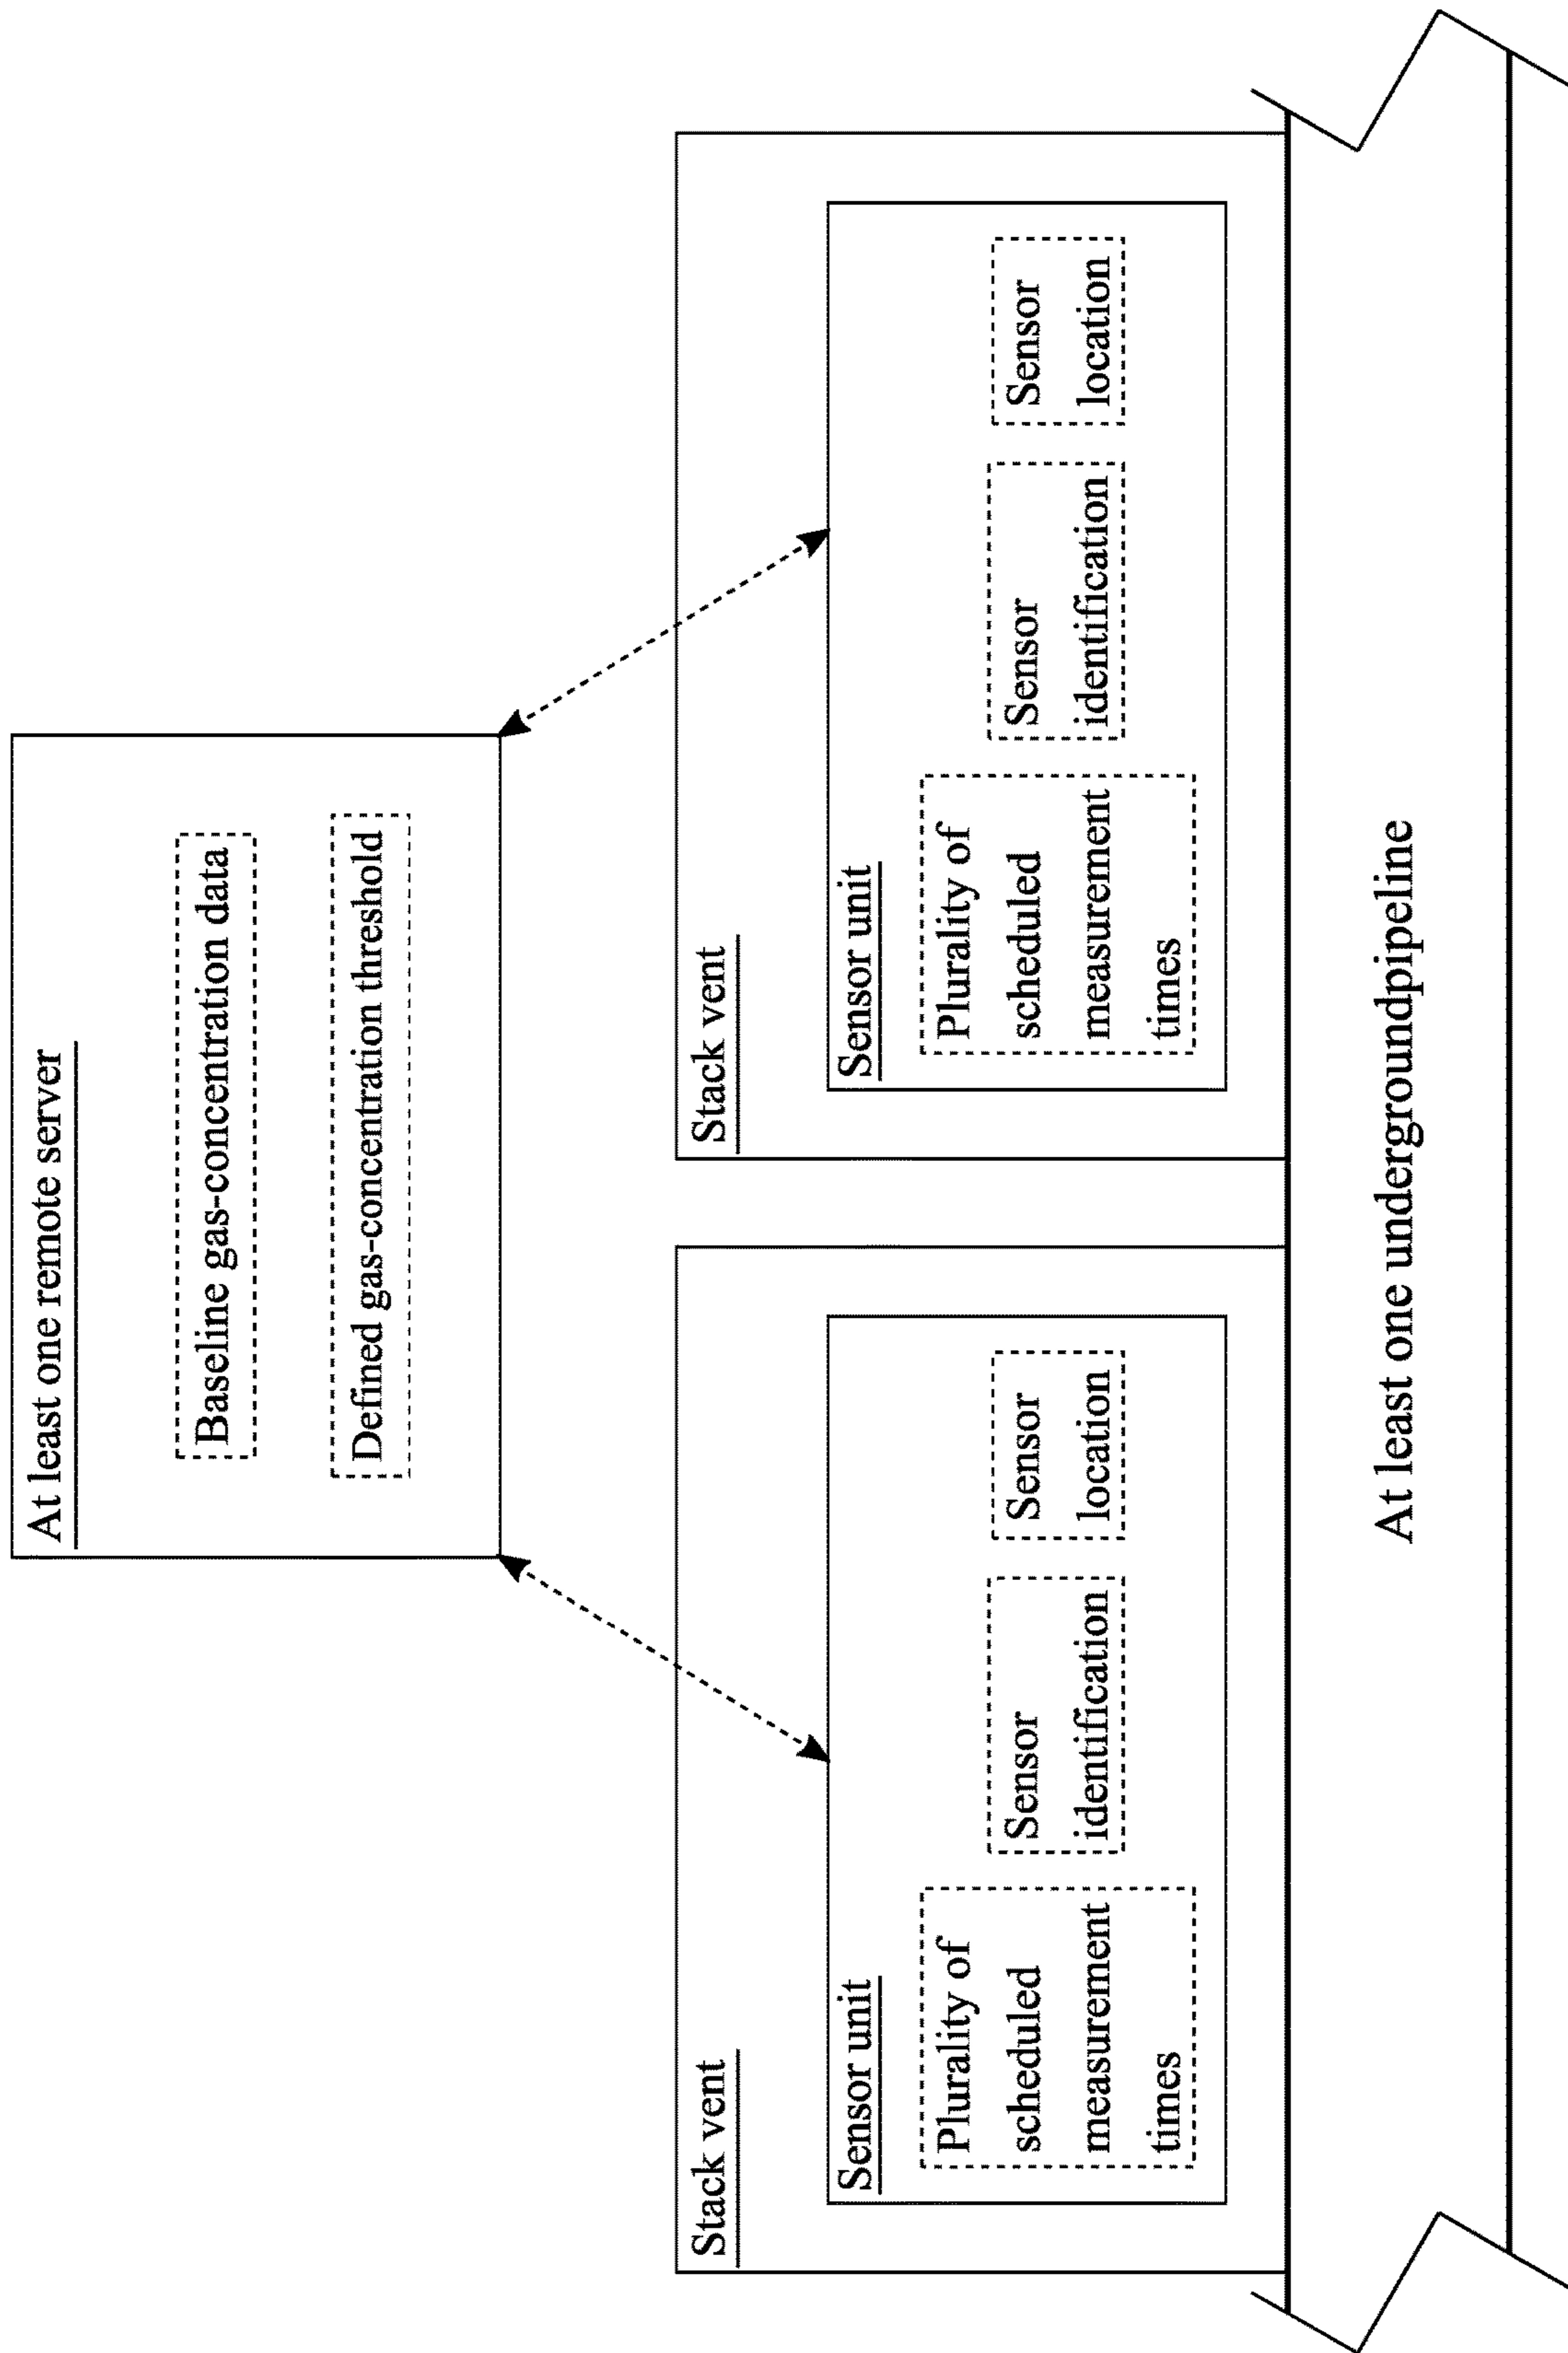 At least one remote server
Baseline gas-concentration data
Defined gas-concentration threshold
Stack vent
Sensor unit
Plurality of
scheduled
measurement
times
Sensor
identification
Sensor
location
Stack vent
Sensor unit
Plurality of
scheduled
measurement
times
Sensor
identification
Sensor
location
At least one undergroundpipeline